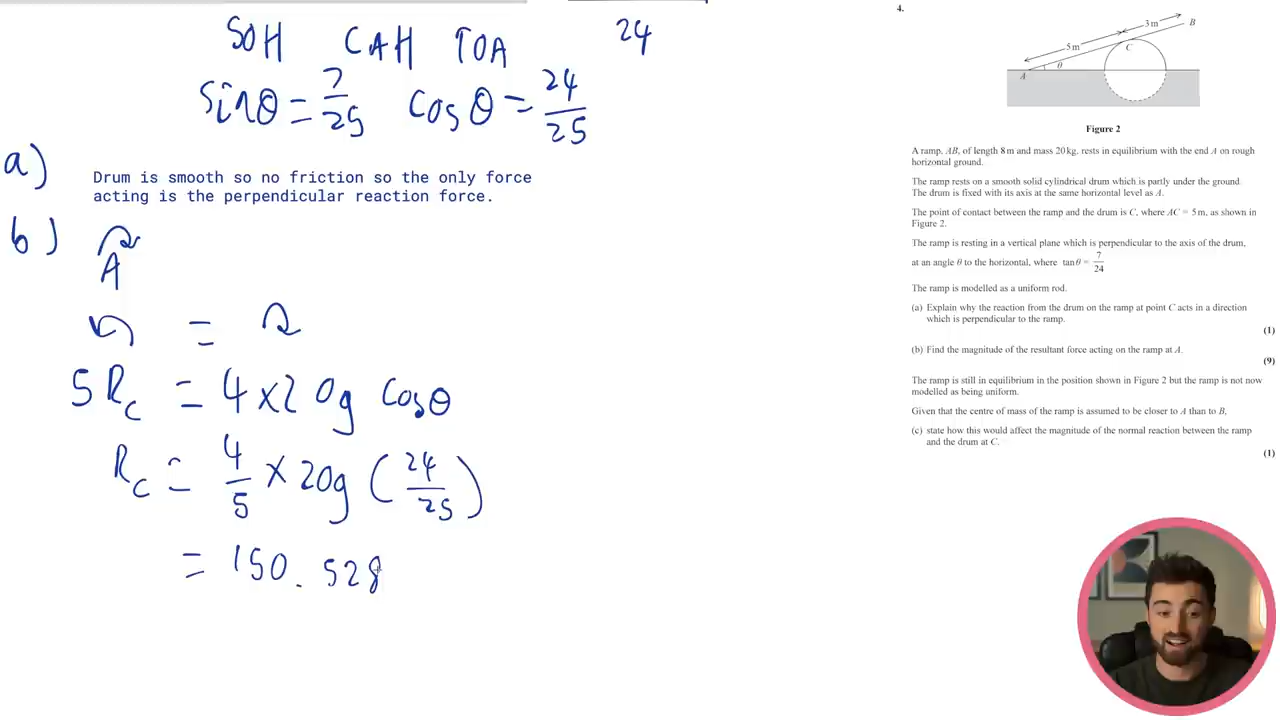 SOH CAH TOA
24
sinθ = 7/25 cosθ = 24/25
a)
Drum is smooth so no friction so the only force
acting is the perpendicular reaction force.
b)
A
=
5R_C = 4×20g cosθ
R_C = 4/5 × 20g (24/25)
= 150.528
4.
3 m
B
5 m
C
A
θ
Figure 2
A ramp, AB, of length 8 m and mass 20 kg, rests in equilibrium with the end A on rough
horizontal ground.
The ramp rests on a smooth solid cylindrical drum which is partly under the ground.
The drum is fixed with its axis at the same horizontal level as A.
The point of contact between the ramp and the drum is C, where AC = 5 m, as shown in
Figure 2.
The ramp is resting in a vertical plane which is perpendicular to the axis of the drum,
at an angle θ to the horizontal, where tan θ = 7/24
The ramp is modelled as a uniform rod.
(a) Explain why the reaction from the drum on the ramp at point C acts in a direction
which is perpendicular to the ramp.
(1)
(b) Find the magnitude of the resultant force acting on the ramp at A.
(9)
The ramp is still in equilibrium in the position shown in Figure 2 but the ramp is not now
modelled as being uniform.
Given that the centre of mass of the ramp is assumed to be closer to A than to B,
(c) state how this would affect the magnitude of the normal reaction between the ramp
and the drum at C.
(1)